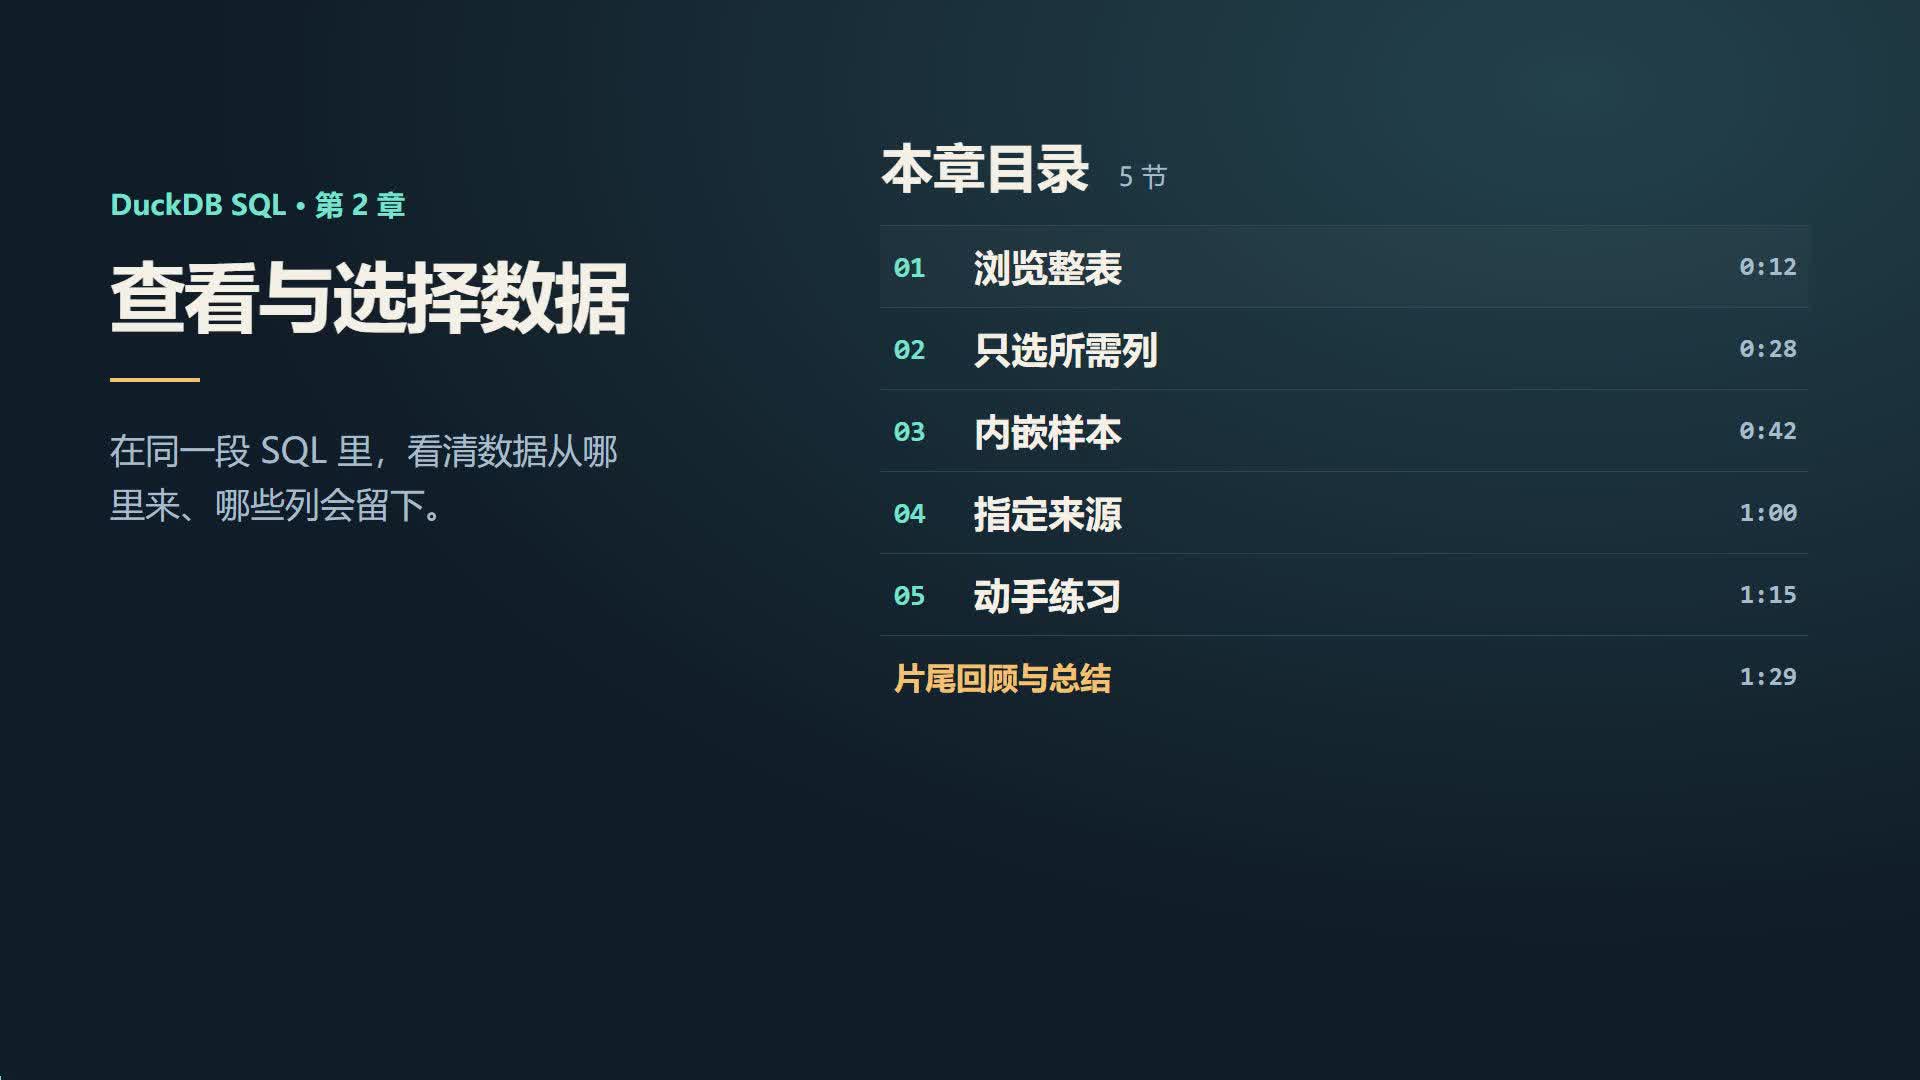 DuckDB SQL • 第 2 章
查看与选择数据
在同一段 SQL 里，看清数据从哪
里来、哪些列会留下。
本章目录 5 节
01 浏览整表 0:12
02 只选所需列 0:28
03 内嵌样本 0:42
04 指定来源 1:00
05 动手练习 1:15
片尾回顾与总结 1:29